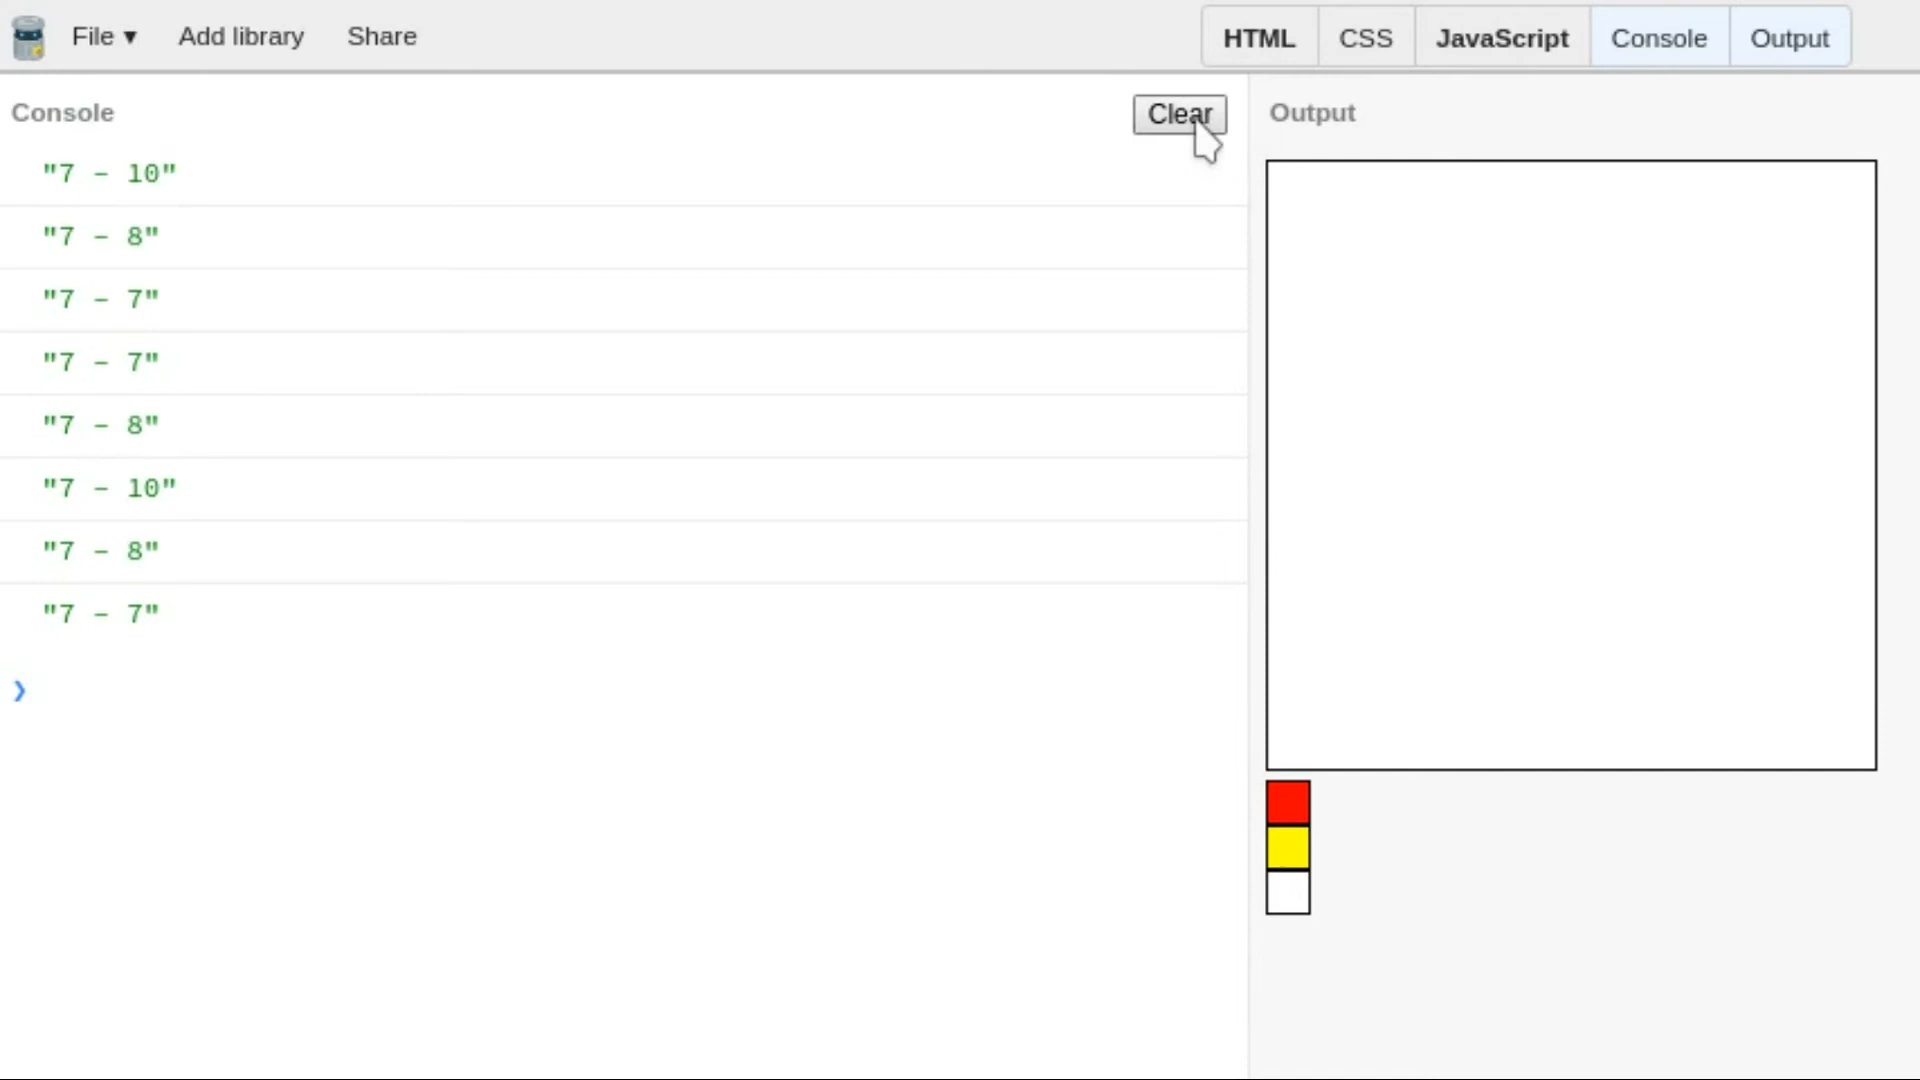 File ▾ Add library Share HTML CSS JavaScript Console Output
Console Clear Output
"7 - 10"
"7 - 8"
"7 - 7"
"7 - 7"
"7 - 8"
"7 - 10"
"7 - 8"
"7 - 7"
❯